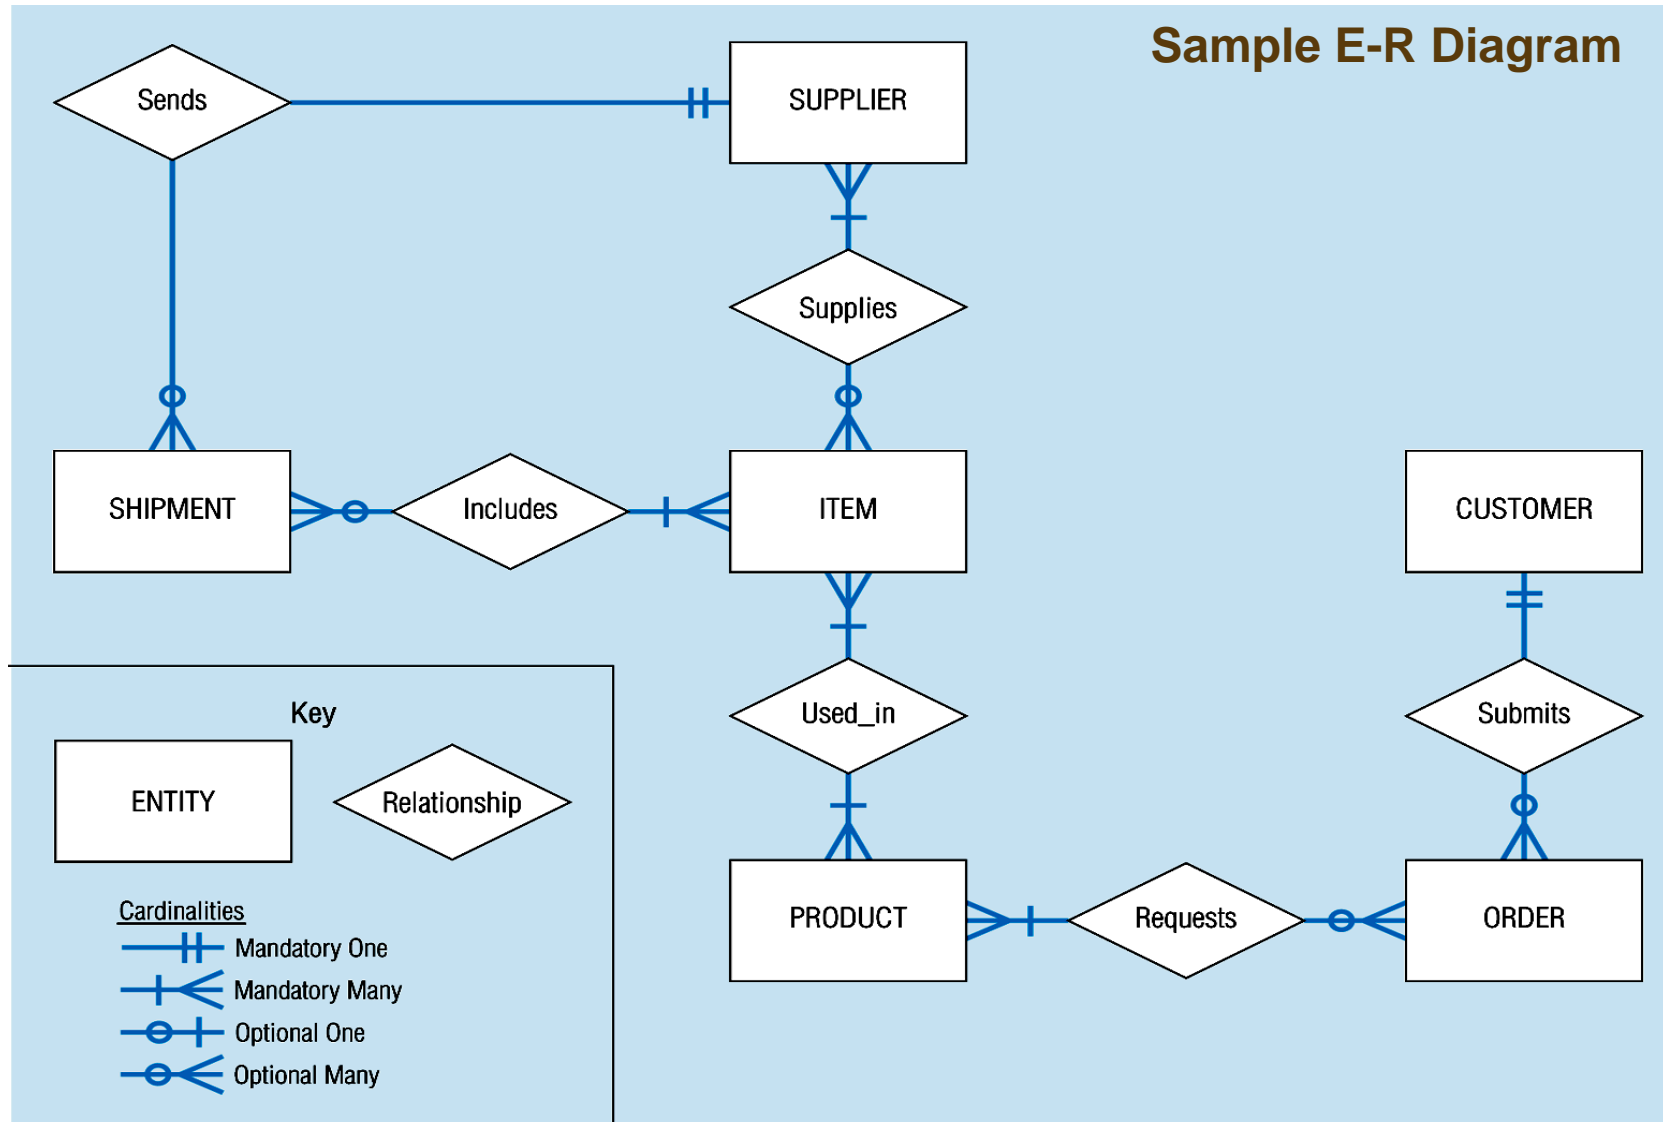 Sample E-R Diagram
Sends
SUPPLIER
Supplies
SHIPMENT
Includes
ITEM
CUSTOMER
Used_in
Submits
PRODUCT
Requests
ORDER
Key
ENTITY
Relationship
Cardinalities
Mandatory One
Mandatory Many
Optional One
Optional Many